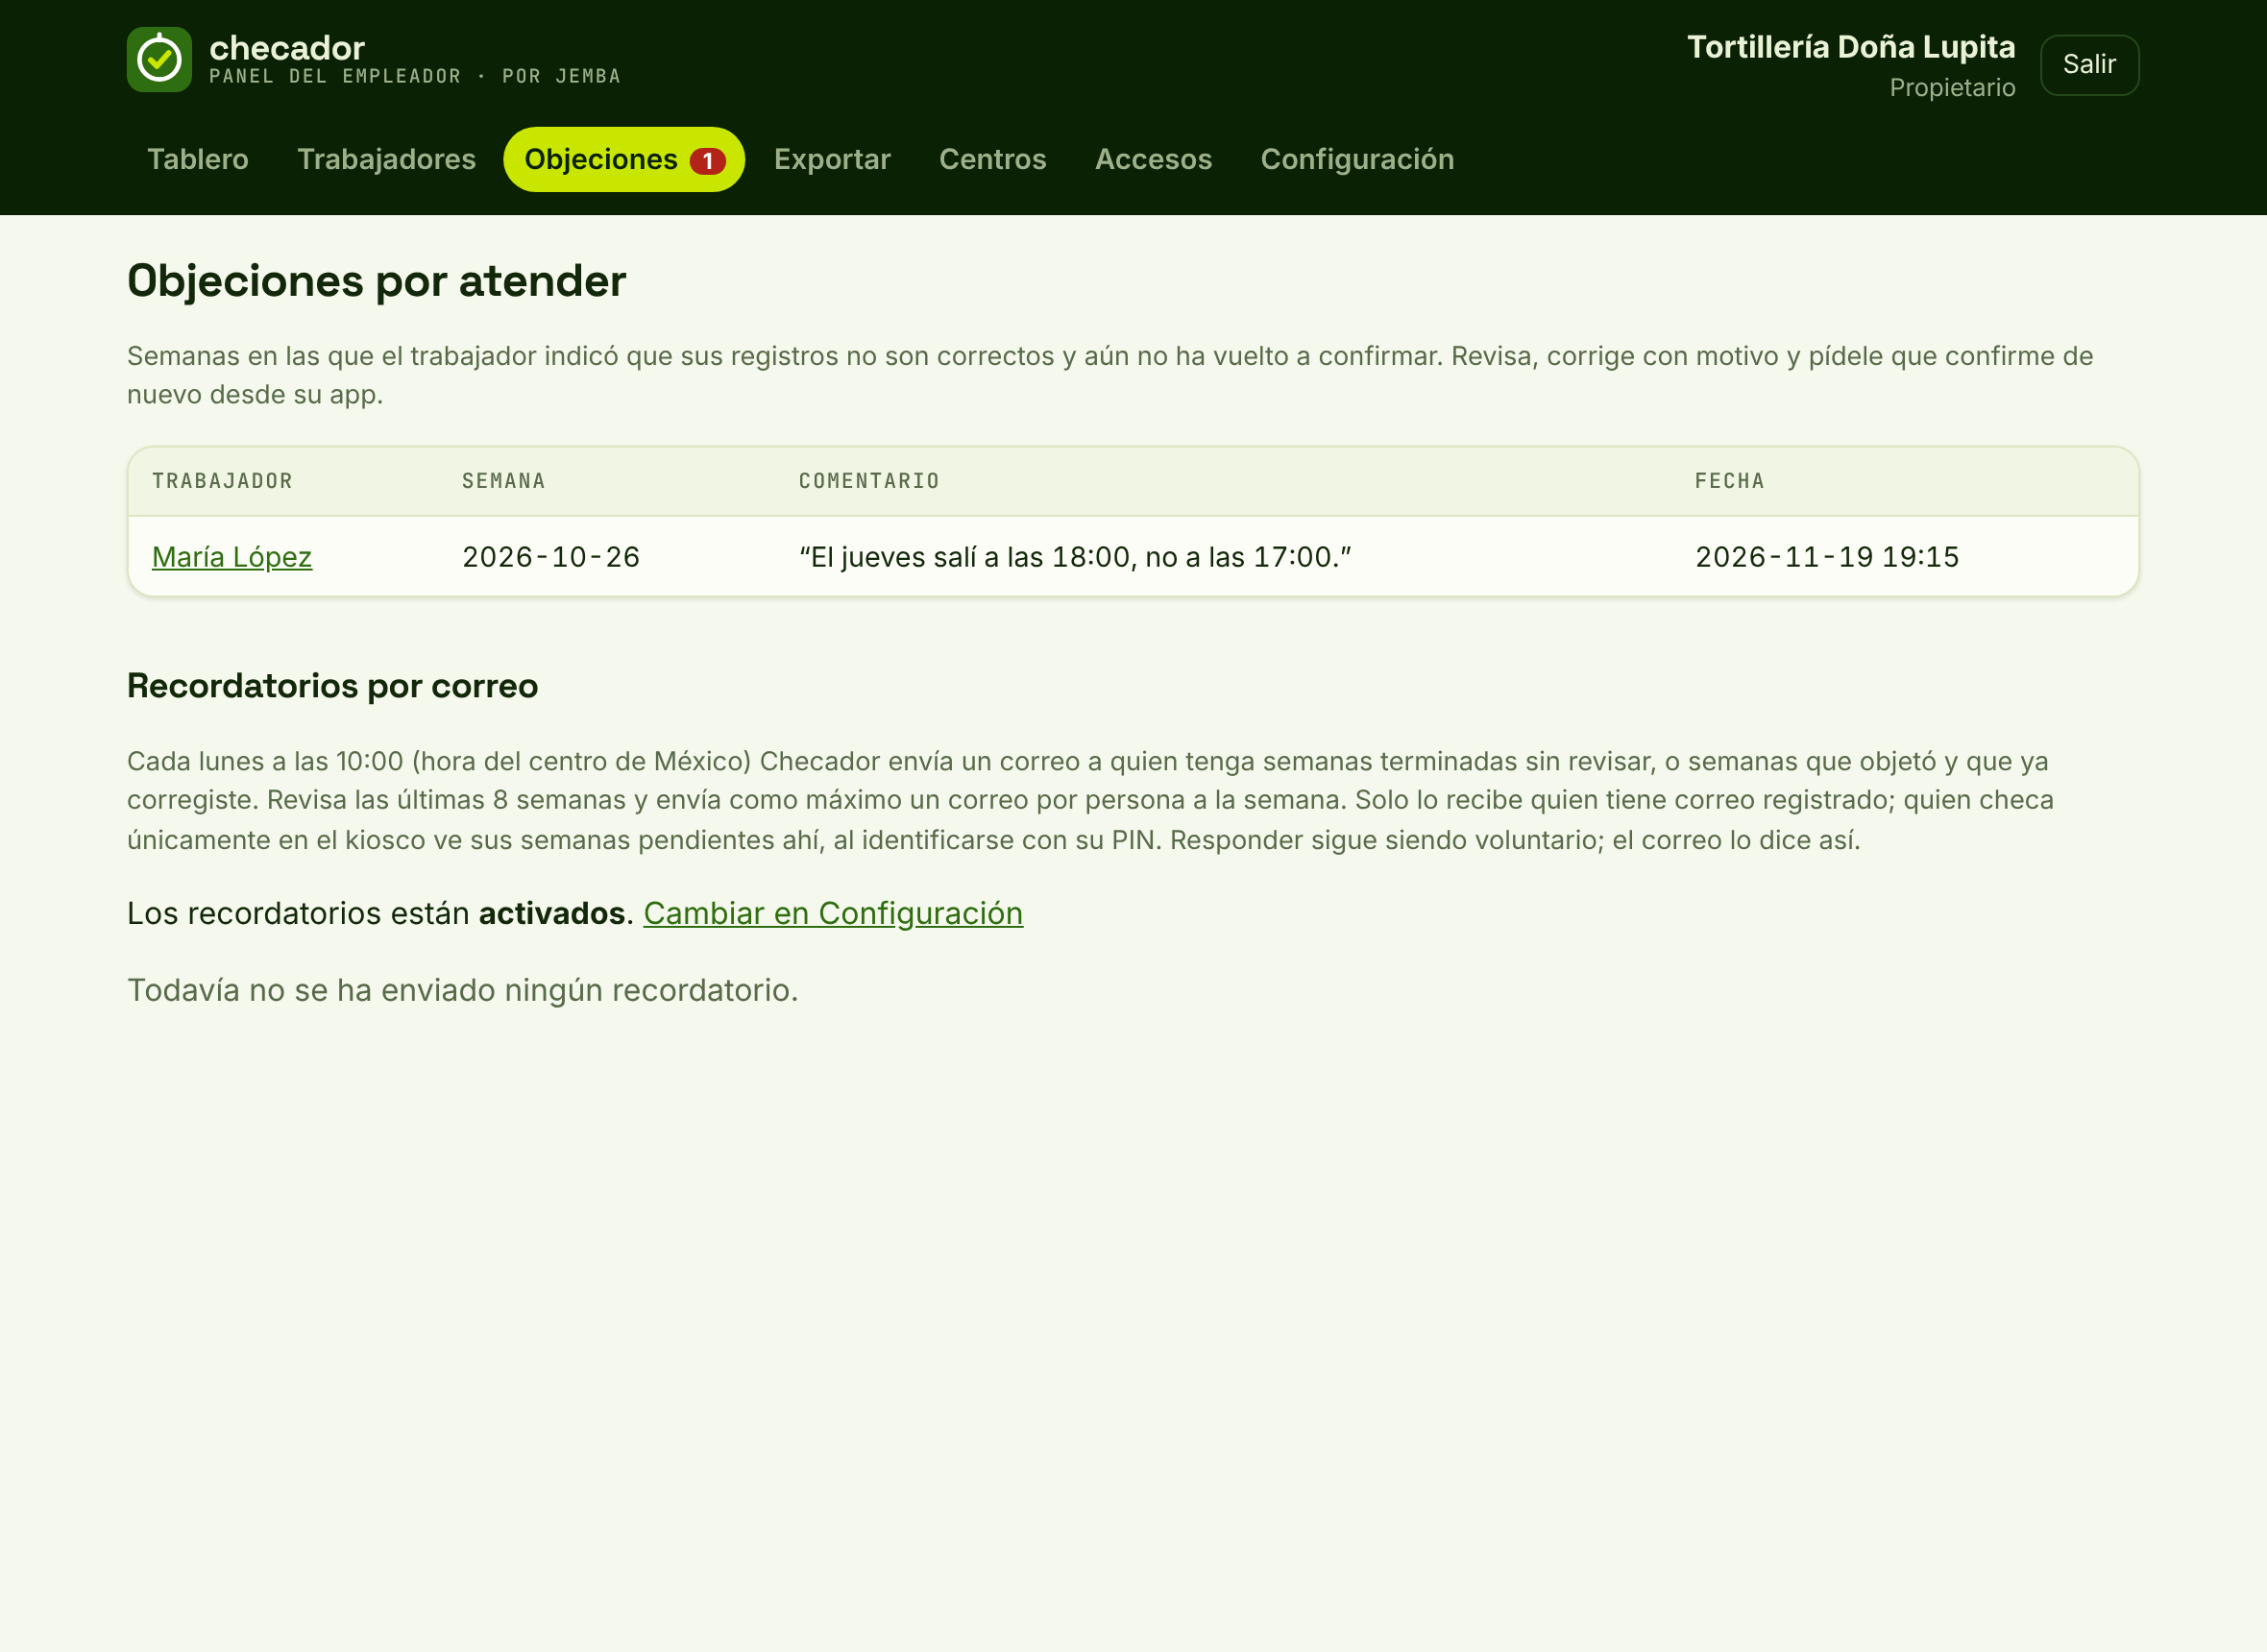 checador
PANEL DEL EMPLEADOR · POR JEMBA
Tortillería Doña Lupita
Propietario
Salir
Tablero
Trabajadores
Objeciones 1
Exportar
Centros
Accesos
Configuración
Objeciones por atender
Semanas en las que el trabajador indicó que sus registros no son correctos y aún no ha vuelto a confirmar. Revisa, corrige con motivo y pídele que confirme de
nuevo desde su app.
TRABAJADOR SEMANA COMENTARIO FECHA
María López 2026-10-26 “El jueves salí a las 18:00, no a las 17:00.” 2026-11-19 19:15
Recordatorios por correo
Cada lunes a las 10:00 (hora del centro de México) Checador envía un correo a quien tenga semanas terminadas sin revisar, o semanas que objetó y que ya
corregiste. Revisa las últimas 8 semanas y envía como máximo un correo por persona a la semana. Solo lo recibe quien tiene correo registrado; quien checa
únicamente en el kiosco ve sus semanas pendientes ahí, al identificarse con su PIN. Responder sigue siendo voluntario; el correo lo dice así.
Los recordatorios están activados. Cambiar en Configuración
Todavía no se ha enviado ningún recordatorio.